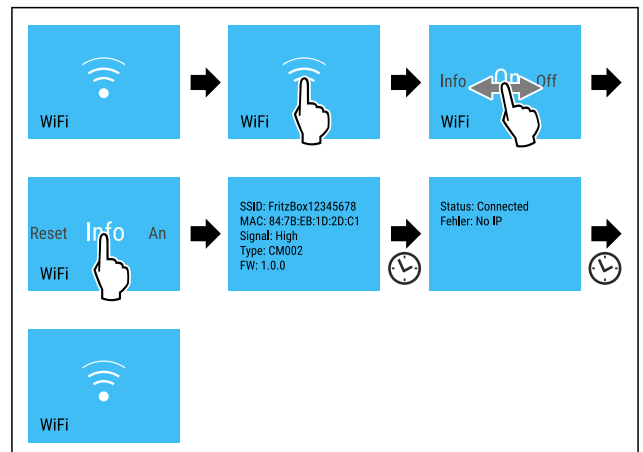 WiFi
WiFi
Info On Off
WiFi
Reset Info An
WiFi
SSID: FritzBox12345678
MAC: 84:7B:EB:1D:2D:C1
Signal: High
Type: CM002
FW: 1.0.0
Status: Connected
Fehler: No IP
WiFi